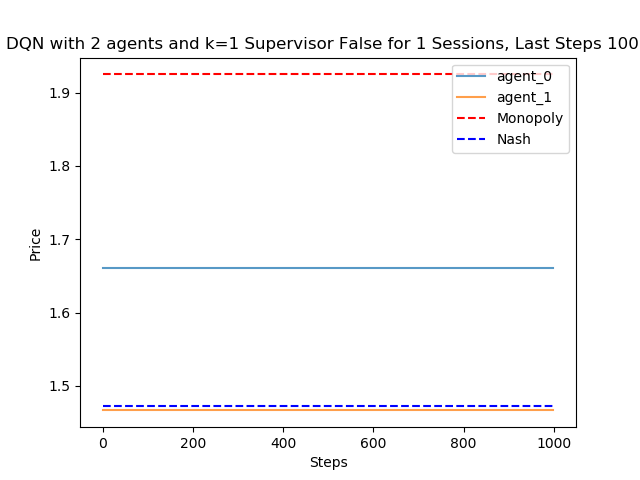 DQN with 2 agents and k=1 Supervisor False for 1 Sessions, Last Steps 100
agent_0
agent_1
Monopoly
Nash
Price
1.9
1.8
1.7
1.6
1.5
0 200 400 600 800 1000
Steps